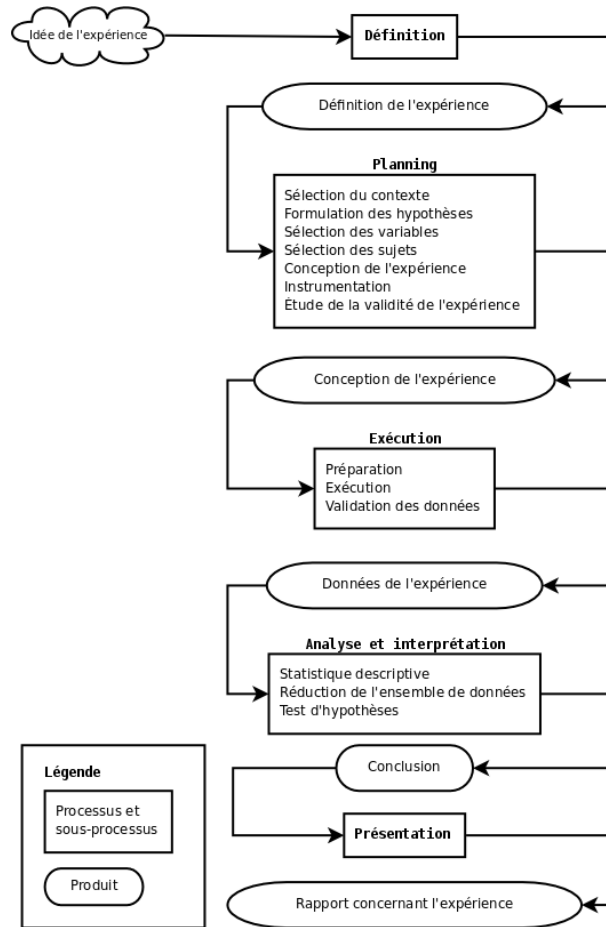 Idée de l'expérience
Définition
Définition de l'expérience
Planning
Sélection du contexte
Formulation des hypothèses
Sélection des variables
Sélection des sujets
Conception de l'expérience
Instrumentation
Étude de la validité de l'expérience
Conception de l'expérience
Exécution
Préparation
Exécution
Validation des données
Données de l'expérience
Analyse et interprétation
Statistique descriptive
Réduction de l'ensemble de données
Test d'hypothèses
Conclusion
Présentation
Rapport concernant l'expérience
Légende
Processus et
sous-processus
Produit